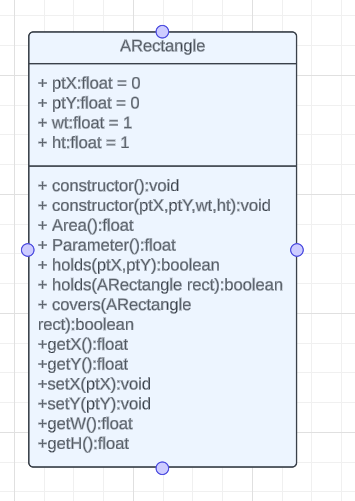 ARectangle
+ ptX:float = 0
+ ptY:float = 0
+ wt:float = 1
+ ht:float = 1
+ constructor():void
+ constructor(ptX,ptY,wt,ht):void
+ Area():float
+ Parameter():float
+ holds(ptX,ptY):boolean
+ holds(ARectangle rect):boolean
+ covers(ARectangle
rect):boolean
+getX():float
+getY():float
+setX(ptX):void
+setY(ptY):void
+getW():float
+getH():float